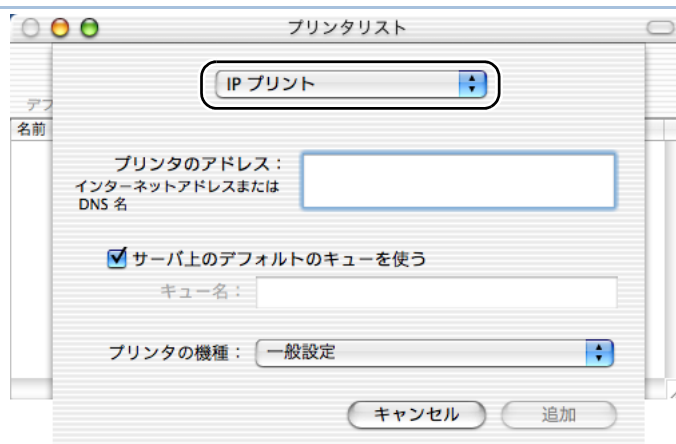 プリンタリスト
IP プリント
デフ
名前
プリンタのアドレス：
インターネットアドレスまたは
DNS 名
サーバ上のデフォルトのキューを使う
キュー名：
プリンタの機種： 一般設定
キャンセル 追加